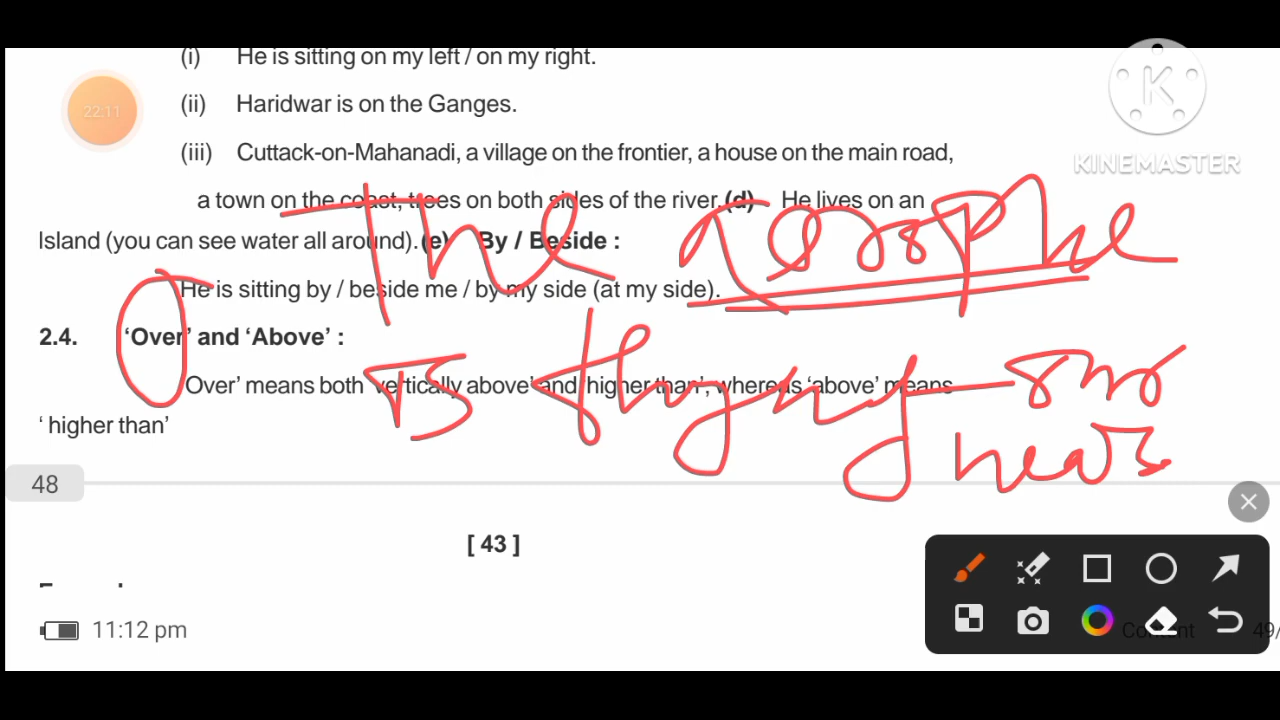 (i) He is sitting on my left / on my right.
22:11
(ii) Haridwar is on the Ganges.
KINEMASTER
(iii) Cuttack-on-Mahanadi, a village on the frontier, a house on the main road,
a town on the coast, trees on both sides of the river. (d) He lives on an
Island (you can see water all around). (e) By / Beside :
He is sitting by / beside me / by my side (at my side).
2.4. ‘Over’ and ‘Above’ :
‘Over’ means both ‘vertically above’ and ‘higher than’, whereas ‘above’ means
‘ higher than’
The
is flying
heads
48
[ 43 ]
11:12 pm
Content 49/